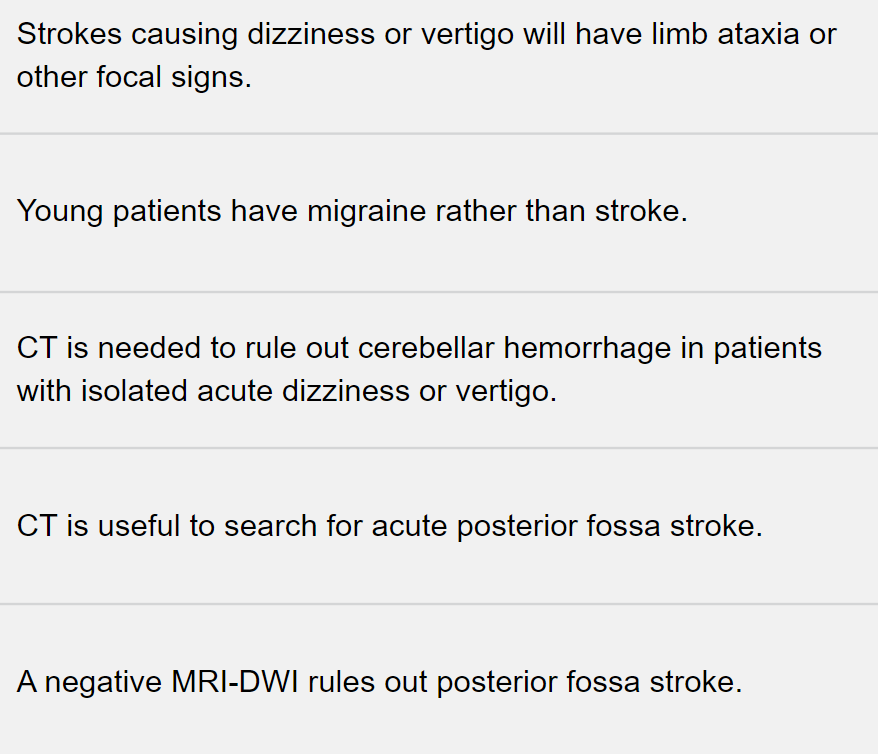 Strokes causing dizziness or vertigo will have limb ataxia or
other focal signs.
Young patients have migraine rather than stroke.
CT is needed to rule out cerebellar hemorrhage in patients
with isolated acute dizziness or vertigo.
CT is useful to search for acute posterior fossa stroke.
A negative MRI-DWI rules out posterior fossa stroke.